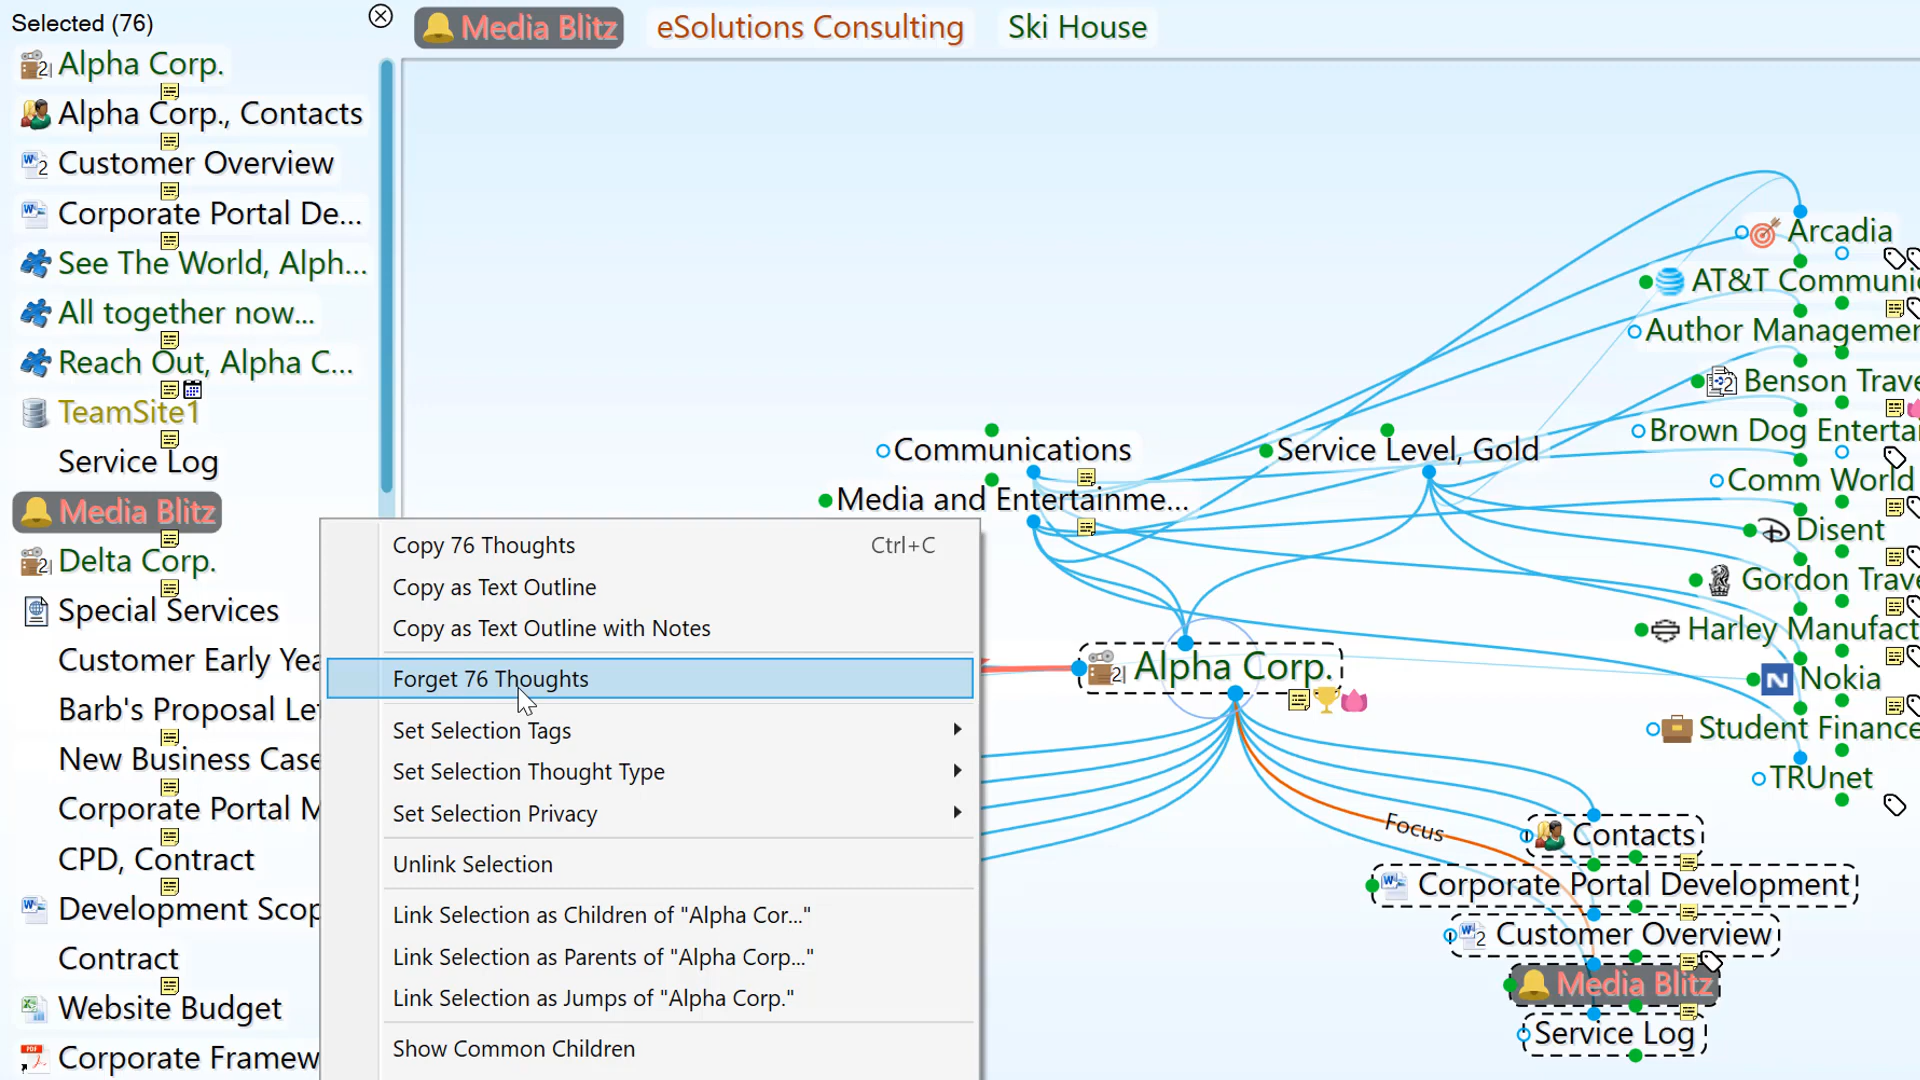 Selected (76)
Alpha Corp.
Alpha Corp., Contacts
Customer Overview
Corporate Portal De...
See The World, Alph...
All together now...
Reach Out, Alpha C...
TeamSite1
Service Log
Media Blitz
Delta Corp.
Special Services
Customer Early Yea
Barb's Proposal Le
New Business Case
Corporate Portal M
CPD, Contract
Development Scop
Contract
Website Budget
Corporate Framew
Media Blitz
eSolutions Consulting
Ski House
Copy 76 Thoughts Ctrl+C
Copy as Text Outline
Copy as Text Outline with Notes
Forget 76 Thoughts
Set Selection Tags
Set Selection Thought Type
Set Selection Privacy
Unlink Selection
Link Selection as Children of "Alpha Cor..."
Link Selection as Parents of "Alpha Corp..."
Link Selection as Jumps of "Alpha Corp."
Show Common Children
Communications
Media and Entertainme...
Service Level, Gold
Alpha Corp.
Focus
Arcadia
AT&T Communi
Author Managemen
Benson Trave
Brown Dog Enterta
Comm World
Disent
Gordon Trave
Harley Manufact
N Nokia
Student Finance
TRUnet
Contacts
Corporate Portal Development
Customer Overview
Media Blitz
Service Log